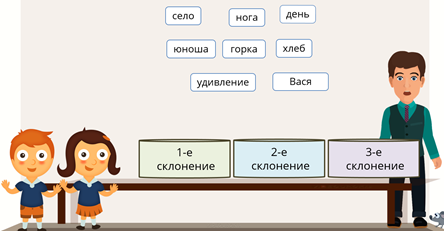 село нога день
юноша горка хлеб
удивление Вася
1-е 2-е 3-е
склонение склонение склонение